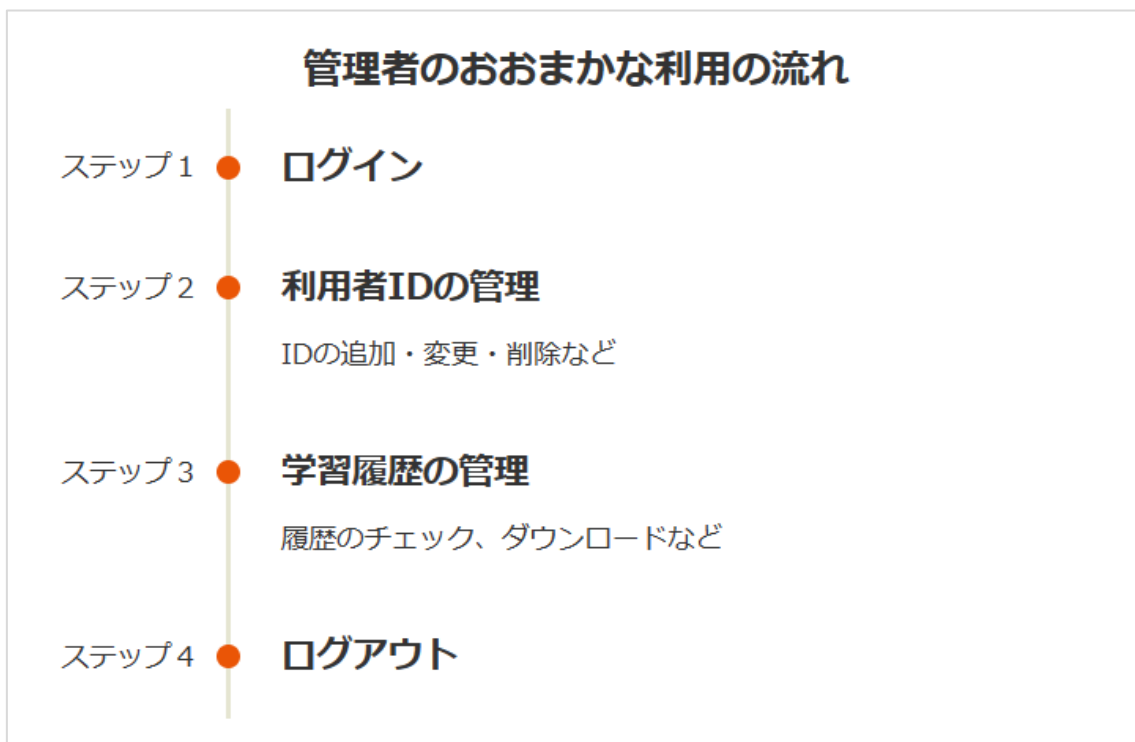 管理者のおおまかな利用の流れ
ステップ1 ログイン
ステップ2 利用者IDの管理
IDの追加・変更・削除など
ステップ3 学習履歴の管理
履歴のチェック、ダウンロードなど
ステップ4 ログアウト